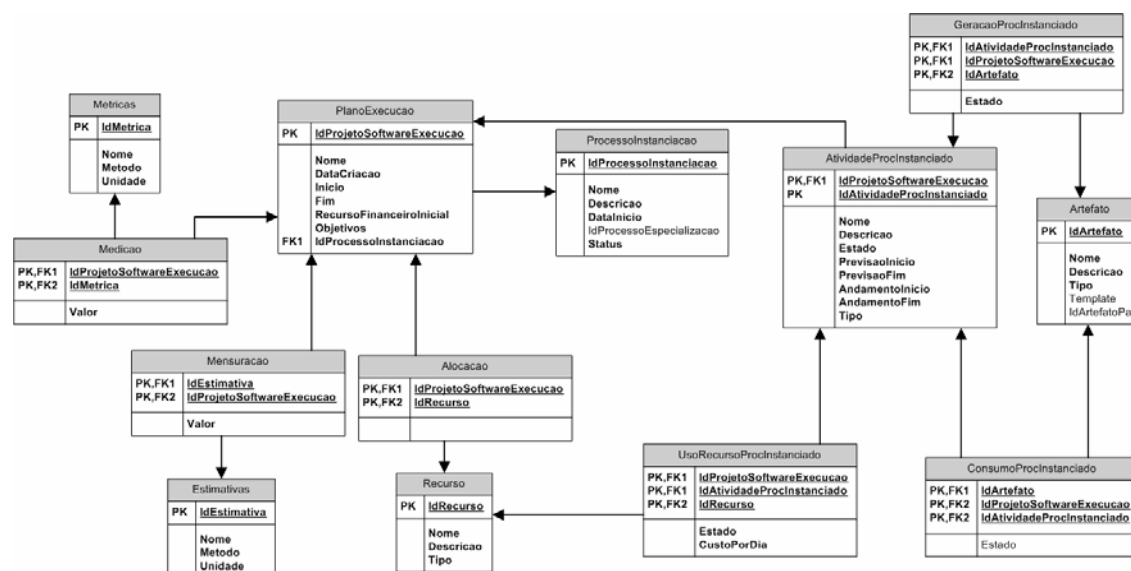 GeracaoProcInstanciado
PK,FK1 IdAtividadeProcInstanciado
PK,FK1 IdProjetoSoftwareExecucao
PK,FK2 IdArtefato
Estado
Metricas
PK IdMetrica
Nome
Metodo
Unidade
PlanoExecucao
PK IdProjetoSoftwareExecucao
Nome
DataCriacao
Inicio
Fim
RecursoFinanceiroInicial
Objetivos
FK1 IdProcessoInstanciacao
ProcessoInstanciacao
PK IdProcessoInstanciacao
Nome
Descricao
DataInicio
IdProcessoEspecializacao
Status
AtividadeProcInstanciado
PK,FK1 IdProjetoSoftwareExecucao
PK IdAtividadeProcInstanciado
Nome
Descricao
Estado
PrevisaoInicio
PrevisaoFim
AndamentoInicio
AndamentoFim
Tipo
Artefato
PK IdArtefato
Nome
Descricao
Tipo
Template
IdArtefatoPa
Medicao
PK,FK1 IdProjetoSoftwareExecucao
PK,FK2 IdMetrica
Valor
Mensuracao
PK,FK1 IdEstimativa
PK,FK2 IdProjetoSoftwareExecucao
Valor
Alocacao
PK,FK1 IdProjetoSoftwareExecucao
PK,FK2 IdRecurso
UsoRecursoProcInstanciado
PK,FK1 IdProjetoSoftwareExecucao
PK,FK1 IdAtividadeProcInstanciado
PK,FK2 IdRecurso
Estado
CustoPorDia
ConsumoProcInstanciado
PK,FK1 IdArtefato
PK,FK2 IdProjetoSoftwareExecucao
PK,FK2 IdAtividadeProcInstanciado
Estado
Estimativas
PK IdEstimativa
Nome
Metodo
Unidade
Recurso
PK IdRecurso
Nome
Descricao
Tipo